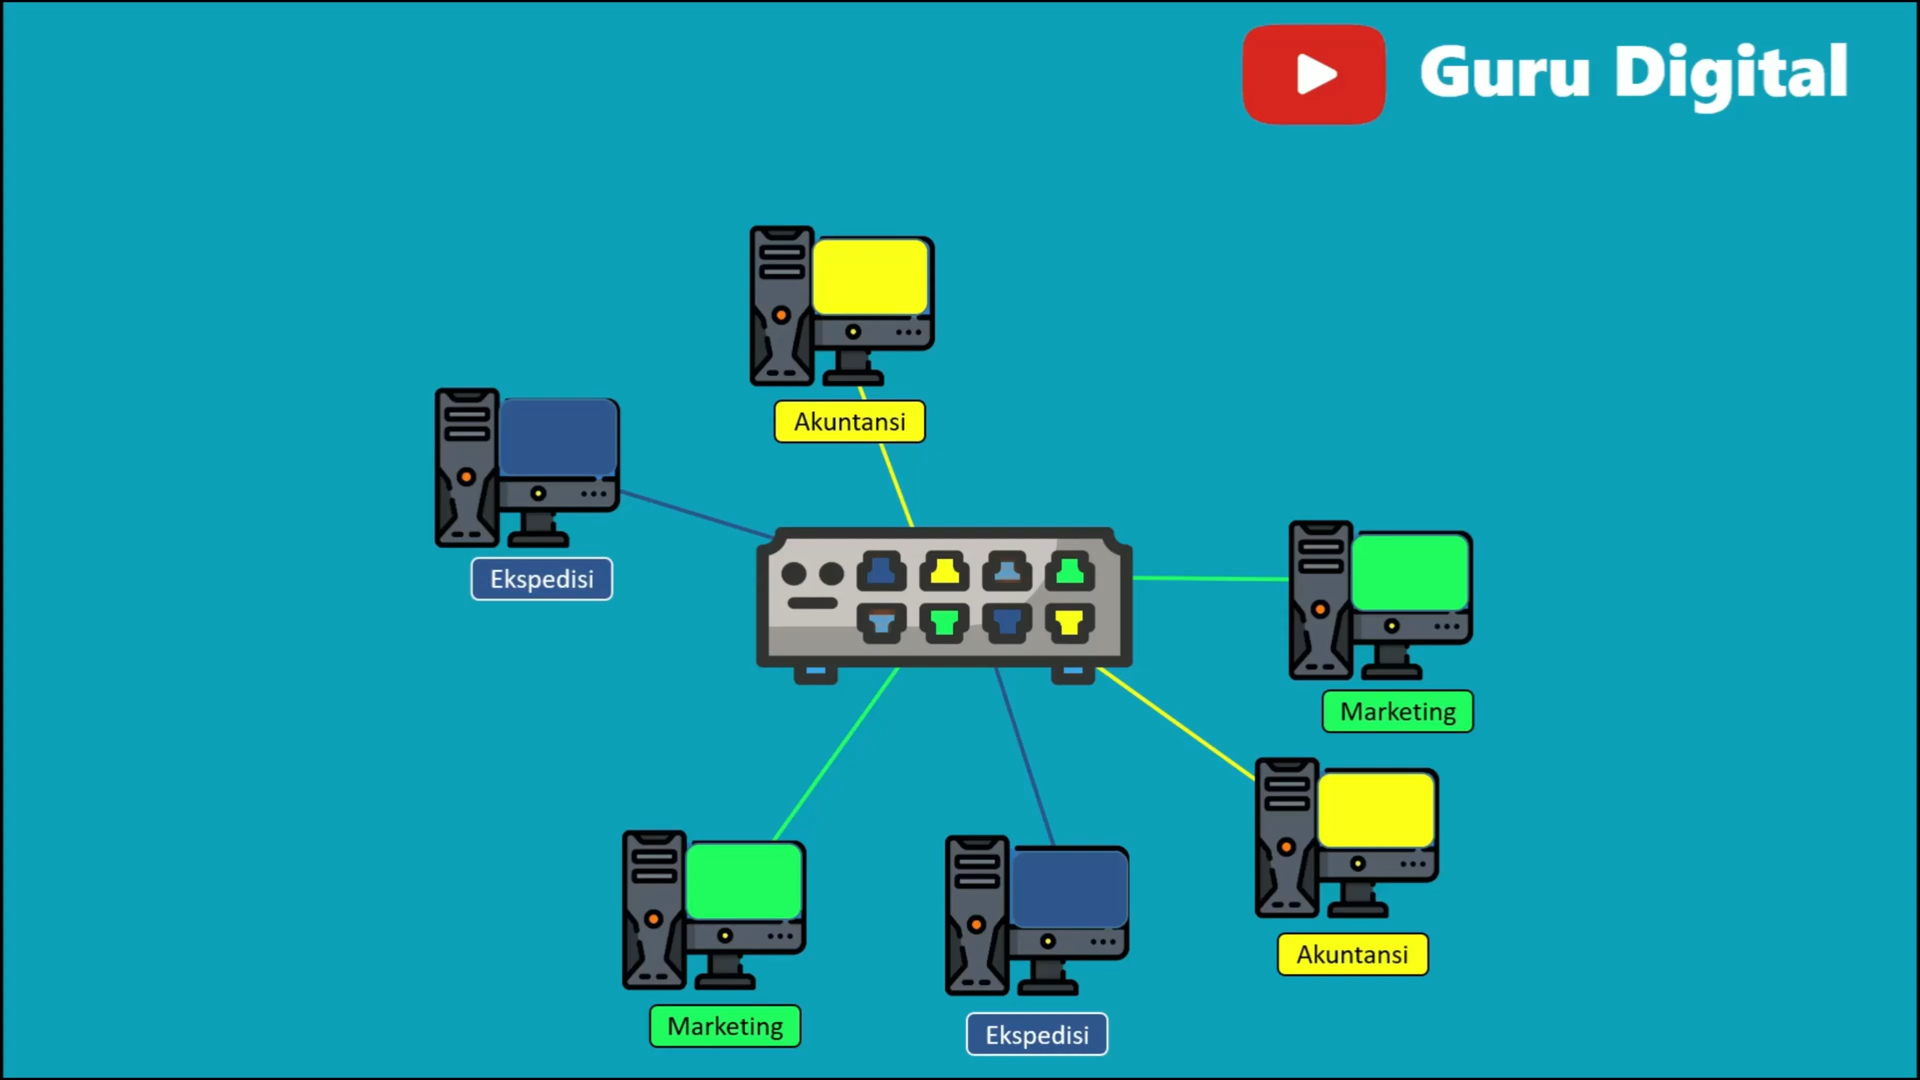 Guru Digital
Akuntansi
Ekspedisi
Marketing
Akuntansi
Marketing
Ekspedisi